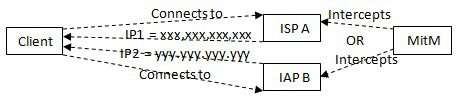 Connects to
Intercepts
ISP A
IP1 = xxx.xxx.xxx.xxx
Client
OR
MitM
IP2 = yyy.yyy.yyy.yyy
Intercepts
IAP B
Connects to